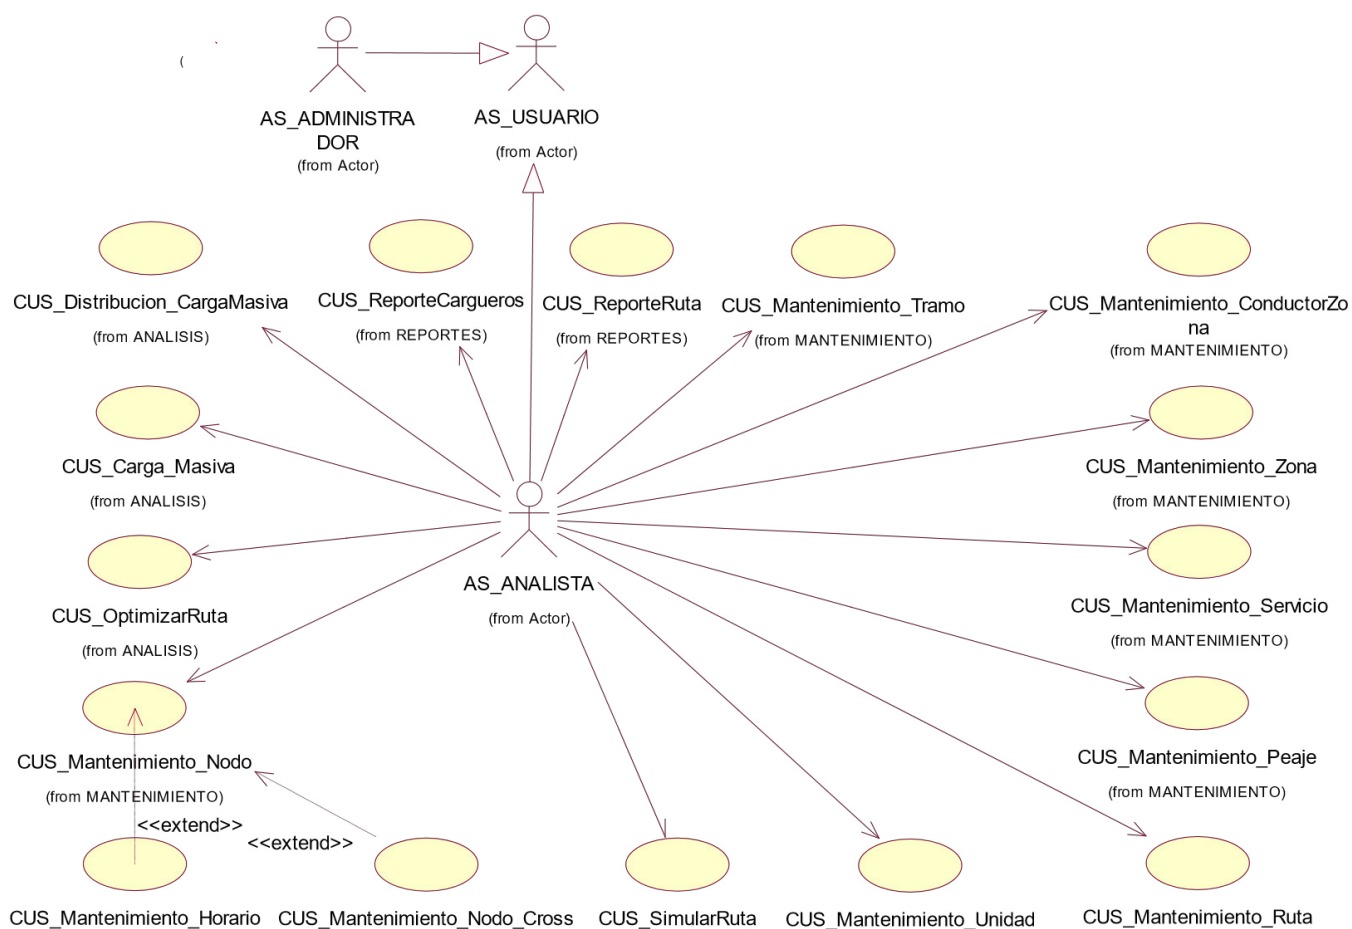 (
AS_ADMINISTRA
DOR
(from Actor)
AS_USUARIO
(from Actor)
CUS_Distribucion_CargaMasiva
(from ANALISIS)
CUS_ReporteCargueros
(from REPORTES)
CUS_ReporteRuta
(from REPORTES)
CUS_Mantenimiento_Tramo
(from MANTENIMIENTO)
CUS_Mantenimiento_ConductorZo
na
(from MANTENIMIENTO)
CUS_Carga_Masiva
(from ANALISIS)
CUS_Mantenimiento_Zona
(from MANTENIMIENTO)
AS_ANALISTA
(from Actor)
CUS_OptimizarRuta
(from ANALISIS)
CUS_Mantenimiento_Servicio
(from MANTENIMIENTO)
CUS_Mantenimiento_Nodo
(from MANTENIMIENTO)
CUS_Mantenimiento_Peaje
(from MANTENIMIENTO)
<<extend>>
<<extend>>
CUS_Mantenimiento_Horario
CUS_Mantenimiento_Nodo_Cross
CUS_SimularRuta
CUS_Mantenimiento_Unidad
CUS_Mantenimiento_Ruta